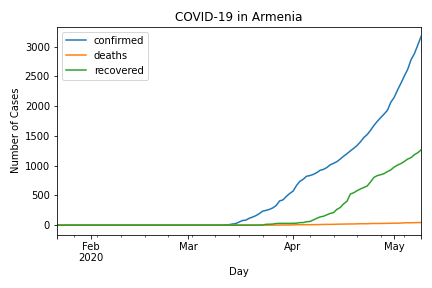 COVID-19 in Armenia
confirmed
deaths
recovered
Number of Cases
3000
2500
2000
1500
1000
500
0
Feb
2020
Mar
Apr
May
Day